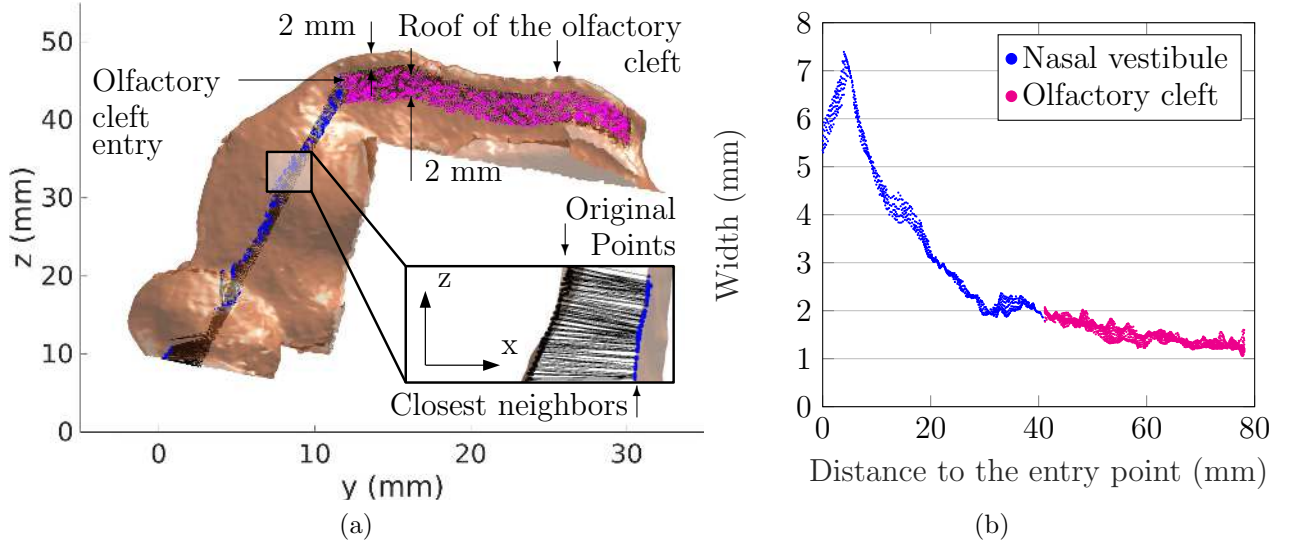 2 mm
Roof of the olfactory
cleft
Olfactory
cleft
entry
2 mm
Original
Points
z
x
Closest neighbors
50
40
30
20
10
0
z (mm)
0
10
20
30
y (mm)
(a)
8
7
6
5
4
3
2
1
0
Width (mm)
Nasal vestibule
Olfactory cleft
0
20
40
60
80
Distance to the entry point (mm)
(b)